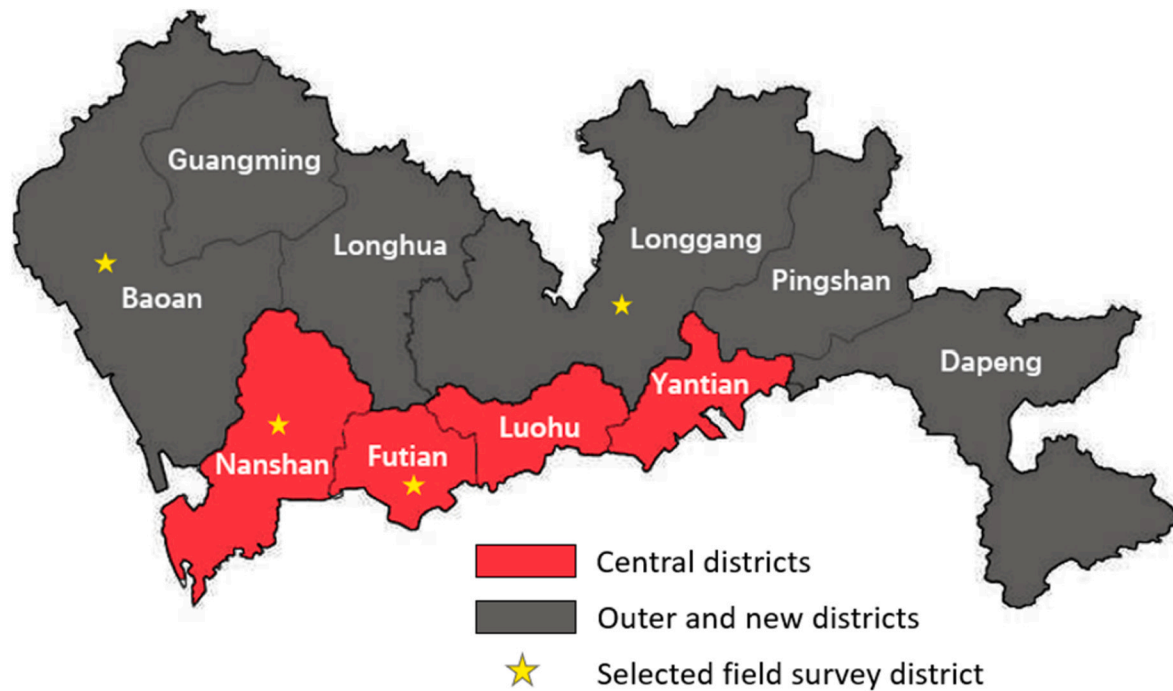 Guangming
Longhua
Longgang
Baoan
Pingshan
Dapeng
Yantian
Luohu
Futian
Nanshan
Central districts
Outer and new districts
Selected field survey district